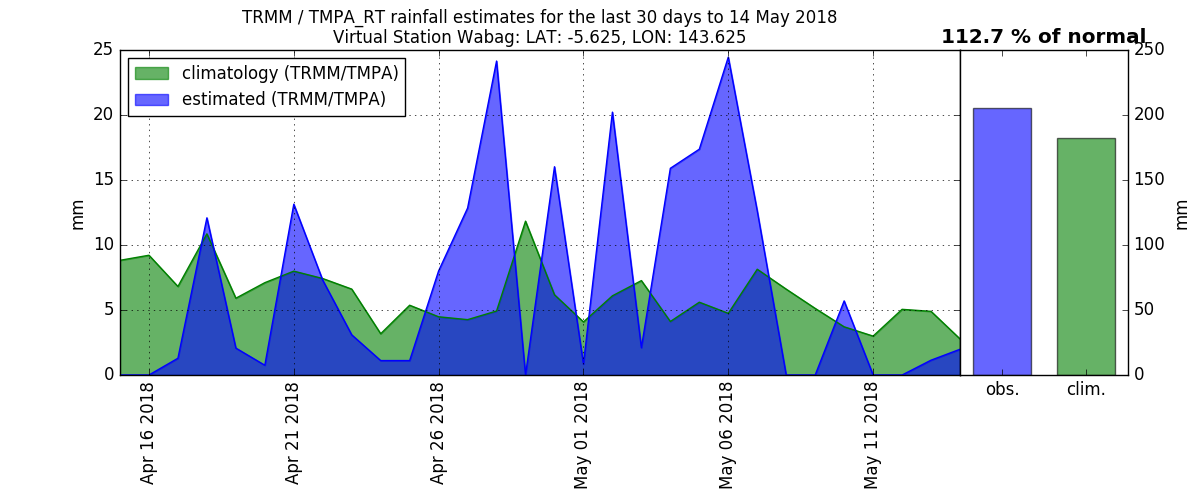 TRMM / TMPA_RT rainfall estimates for the last 30 days to 14 May 2018
Virtual Station Wabag: LAT: -5.625, LON: 143.625
112.7 % of normal
climatology (TRMM/TMPA)
estimated (TRMM/TMPA)
25
20
15
10
5
0
mm
250
200
150
100
50
0
mm
Apr 16 2018
Apr 21 2018
Apr 26 2018
May 01 2018
May 06 2018
May 11 2018
obs.
clim.